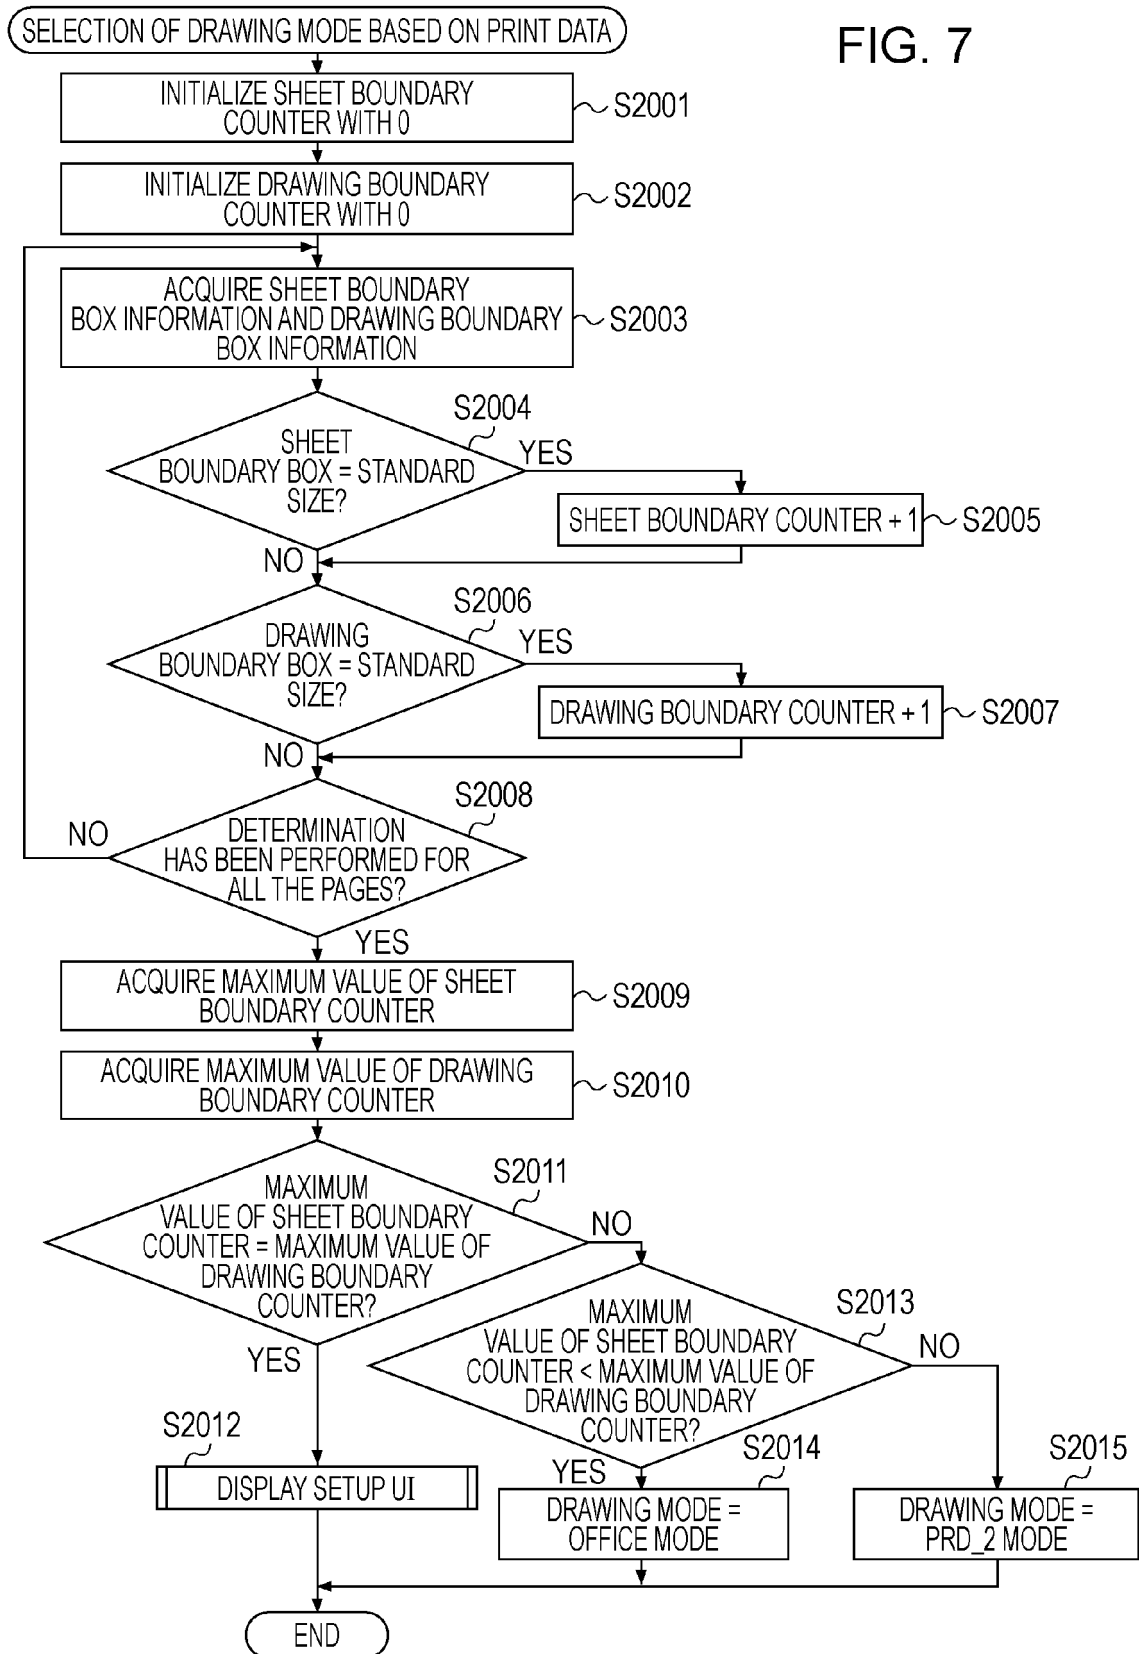 SELECTION OF DRAWING MODE BASED ON PRINT DATA
FIG. 7
INITIALIZE SHEET BOUNDARY
COUNTER WITH 0
S2001
INITIALIZE DRAWING BOUNDARY
COUNTER WITH 0
S2002
ACQUIRE SHEET BOUNDARY
BOX INFORMATION AND DRAWING BOUNDARY
BOX INFORMATION
S2003
S2004
SHEET
BOUNDARY BOX = STANDARD
SIZE?
YES
SHEET BOUNDARY COUNTER + 1
S2005
NO
S2006
DRAWING
BOUNDARY BOX = STANDARD
SIZE?
YES
DRAWING BOUNDARY COUNTER + 1
S2007
NO
S2008
NO
DETERMINATION
HAS BEEN PERFORMED FOR
ALL THE PAGES?
YES
ACQUIRE MAXIMUM VALUE OF SHEET
BOUNDARY COUNTER
S2009
ACQUIRE MAXIMUM VALUE OF DRAWING
BOUNDARY COUNTER
S2010
S2011
MAXIMUM
VALUE OF SHEET BOUNDARY
COUNTER = MAXIMUM VALUE OF
DRAWING BOUNDARY
COUNTER?
NO
YES
S2013
MAXIMUM
VALUE OF SHEET BOUNDARY
COUNTER < MAXIMUM VALUE OF
DRAWING BOUNDARY
COUNTER?
NO
YES
S2012
DISPLAY SETUP UI
S2014
DRAWING MODE =
OFFICE MODE
S2015
DRAWING MODE =
PRD_2 MODE
END